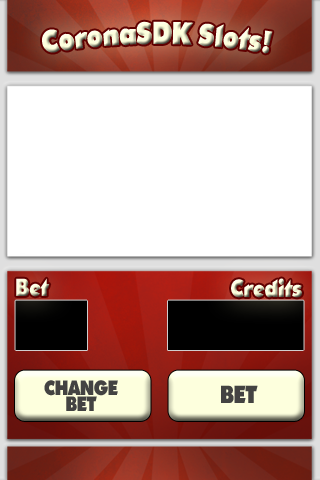 CoronaSDK Slots!
Bet
Credits
CHANGE
BET
BET